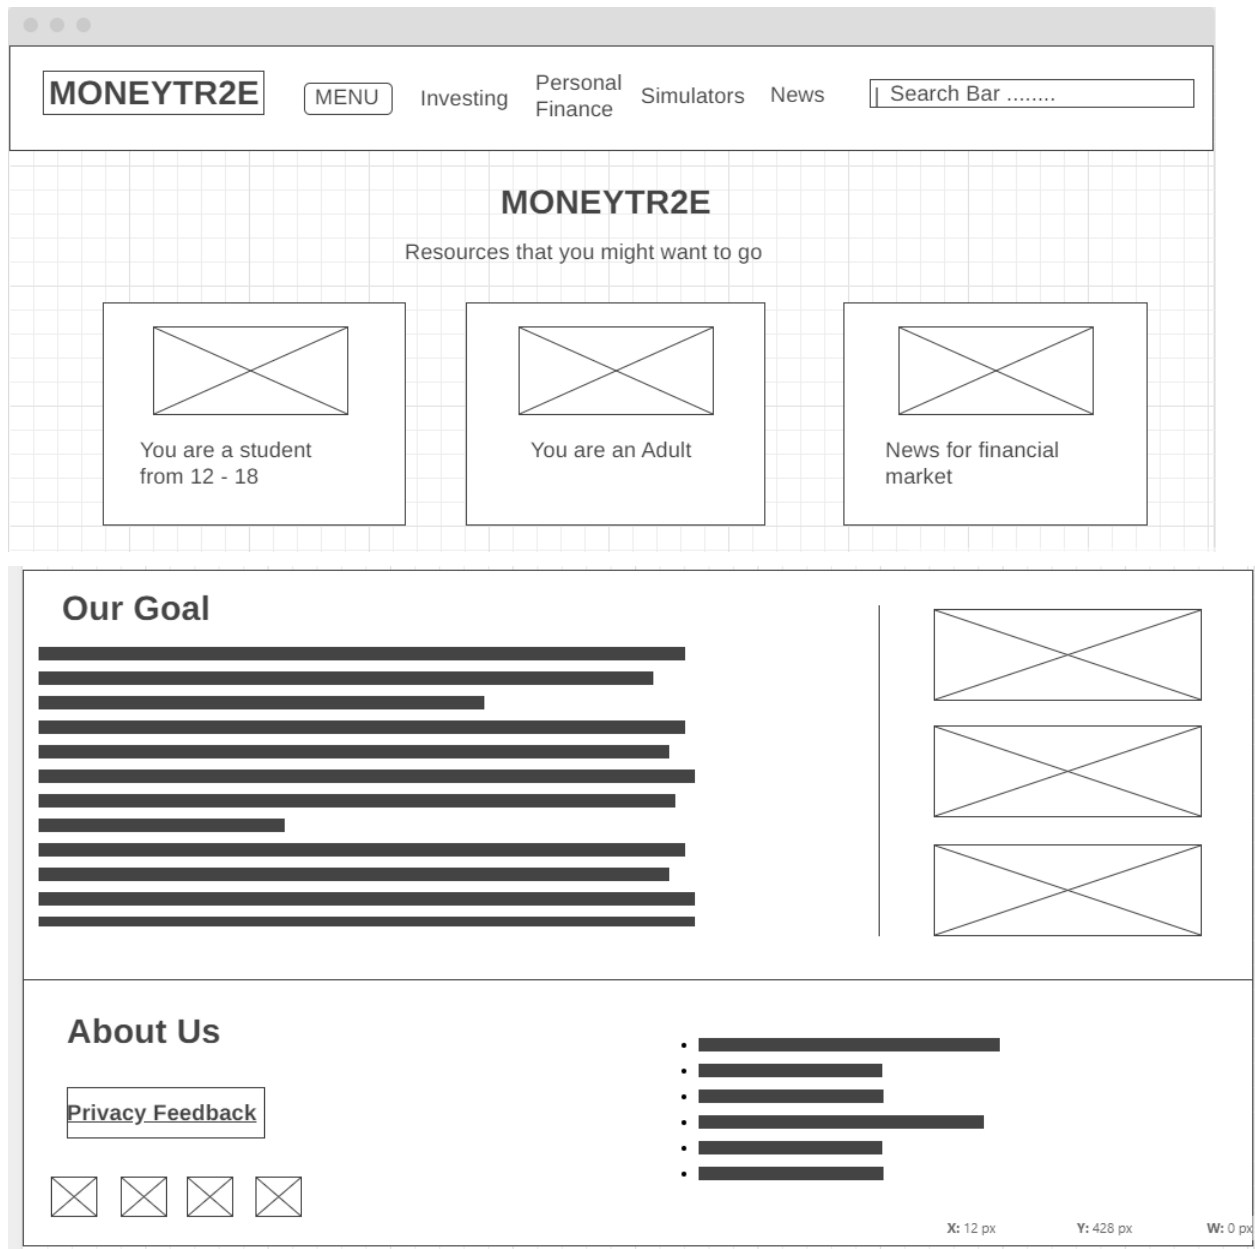 MONEYTR2E
MENU
Investing
Personal
Finance
Simulators
News
| Search Bar ........
MONEYTR2E
Resources that you might want to go
You are a student
from 12 - 18
You are an Adult
News for financial
market
Our Goal
About Us
Privacy Feedback
X: 12 px Y: 428 px W: 0 px